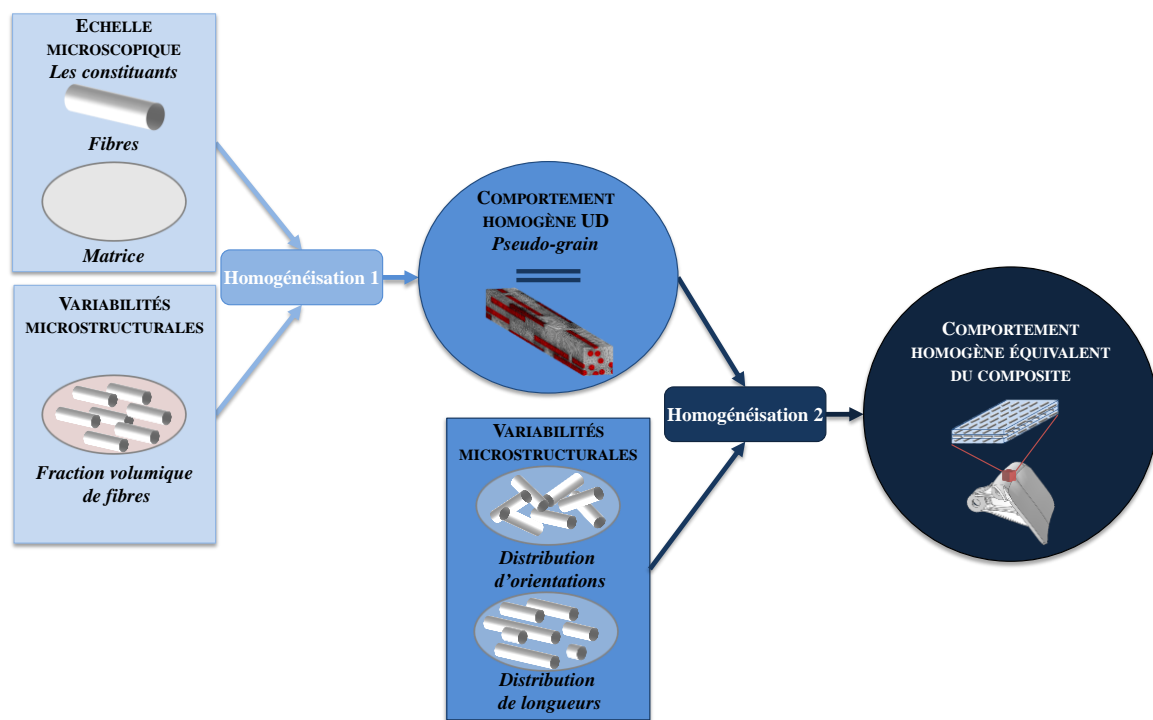 ECHELLE
MICROSCOPIQUE
Les constituants
Fibres
Matrice
VARIABILITÉS
MICROSTRUCTURALES
Fraction volumique
de fibres
Homogénéisation 1
COMPORTEMENT
HOMOGÈNE UD
Pseudo-grain
VARIABILITÉS
MICROSTRUCTURALES
Distribution
d'orientations
Distribution
de longueurs
Homogénéisation 2
COMPORTEMENT
HOMOGÈNE ÉQUIVALENT
DU COMPOSITE